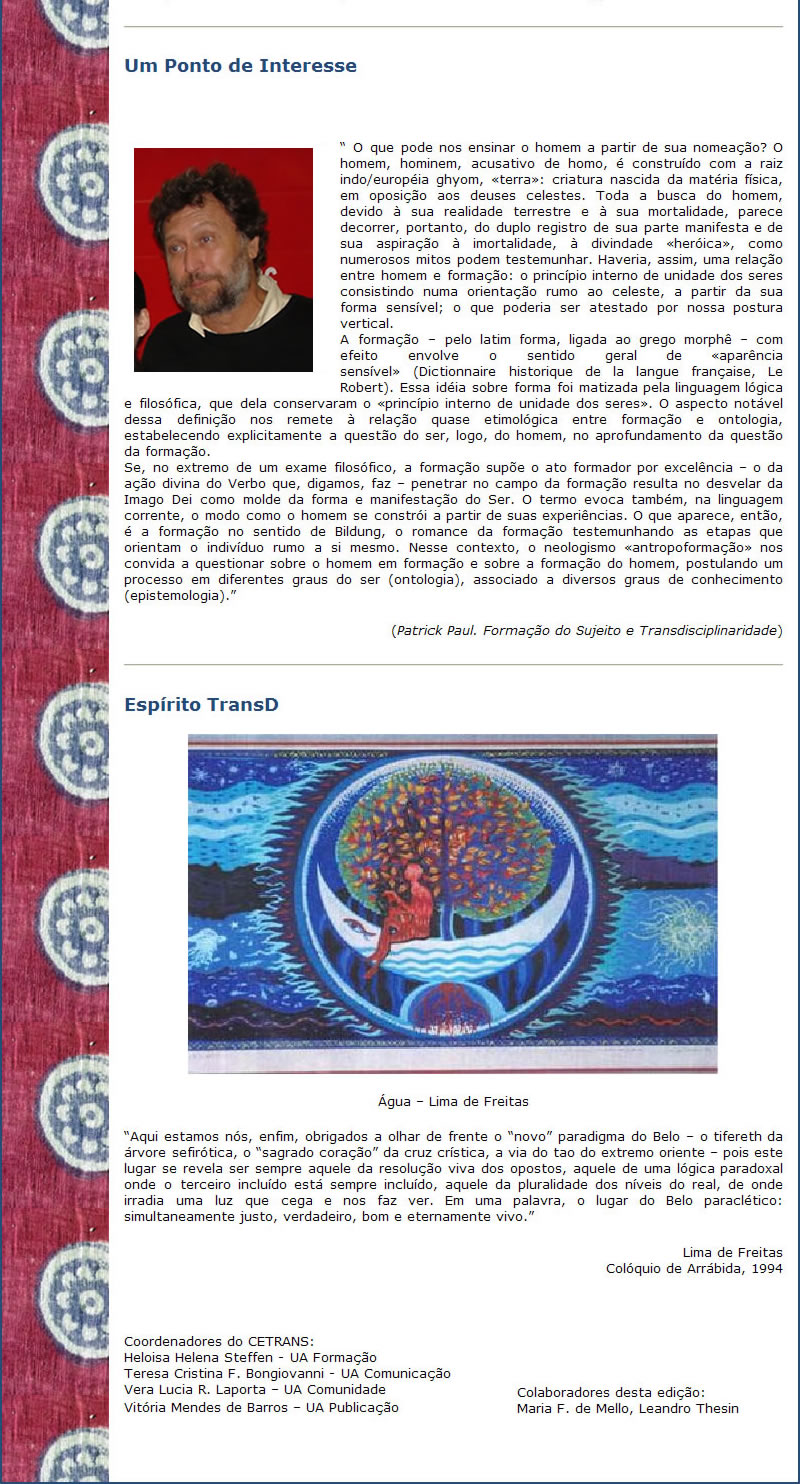 Um Ponto de Interesse
“ O que pode nos ensinar o homem a partir de sua nomeação? O
homem, hominem, acusativo de homo, é construído com a raiz
indo/européia ghyom, «terra»: criatura nascida da matéria física,
em oposição aos deuses celestes. Toda a busca do homem,
devido à sua realidade terrestre e à sua mortalidade, parece
decorrer, portanto, do duplo registro de sua parte manifesta e de
sua aspiração à imortalidade, à divindade «heróica», como
numerosos mitos podem testemunhar. Haveria, assim, uma relação
entre homem e formação: o princípio interno de unidade dos seres
consistindo numa orientação rumo ao celeste, a partir da sua
forma sensível; o que poderia ser atestado por nossa postura
vertical.
A formação – pelo latim forma, ligada ao grego morphê – com
efeito envolve o sentido geral de «aparência
sensível» (Dictionnaire historique de la langue française, Le
Robert). Essa idéia sobre forma foi matizada pela linguagem lógica
e filosófica, que dela conservaram o «princípio interno de unidade dos seres». O aspecto notável
dessa definição nos remete à relação quase etimológica entre formação e ontologia,
estabelecendo explicitamente a questão do ser, logo, do homem, no aprofundamento da questão
da formação.
Se, no extremo de um exame filosófico, a formação supõe o ato formador por excelência – o da
ação divina do Verbo que, digamos, faz – penetrar no campo da formação resulta no desvelar da
Imago Dei como molde da forma e manifestação do Ser. O termo evoca também, na linguagem
corrente, o modo como o homem se constrói a partir de suas experiências. O que aparece, então,
é a formação no sentido de Bildung, o romance da formação testemunhando as etapas que
orientam o indivíduo rumo a si mesmo. Nesse contexto, o neologismo «antropoformação» nos
convida a questionar sobre o homem em formação e sobre a formação do homem, postulando um
processo em diferentes graus do ser (ontologia), associado a diversos graus de conhecimento
(epistemologia).”
(Patrick Paul. Formação do Sujeito e Transdisciplinaridade)
Espírito TransD
Água – Lima de Freitas
“Aqui estamos nós, enfim, obrigados a olhar de frente o “novo” paradigma do Belo – o tifereth da
árvore sefirótica, o “sagrado coração” da cruz crística, a via do tao do extremo oriente – pois este
lugar se revela ser sempre aquele da resolução viva dos opostos, aquele de uma lógica paradoxal
onde o terceiro incluído está sempre incluído, aquele da pluralidade dos níveis do real, de onde
irradia uma luz que cega e nos faz ver. Em uma palavra, o lugar do Belo paraclético:
simultaneamente justo, verdadeiro, bom e eternamente vivo.”
Lima de Freitas
Colóquio de Arrábida, 1994
Coordenadores do CETRANS:
Heloisa Helena Steffen - UA Formação
Teresa Cristina F. Bongiovanni - UA Comunicação
Vera Lucia R. Laporta – UA Comunidade
Vitória Mendes de Barros – UA Publicação
Colaboradores desta edição:
Maria F. de Mello, Leandro Thesin